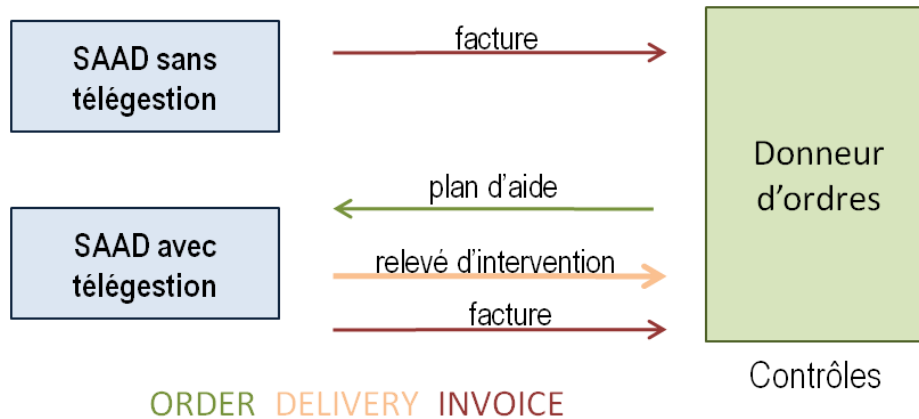 SAAD sans
télégestion
facture
Donneur
d'ordres
plan d'aide
SAAD avec
télégestion
relevé d'intervention
facture
Contrôles
ORDER DELIVERY INVOICE